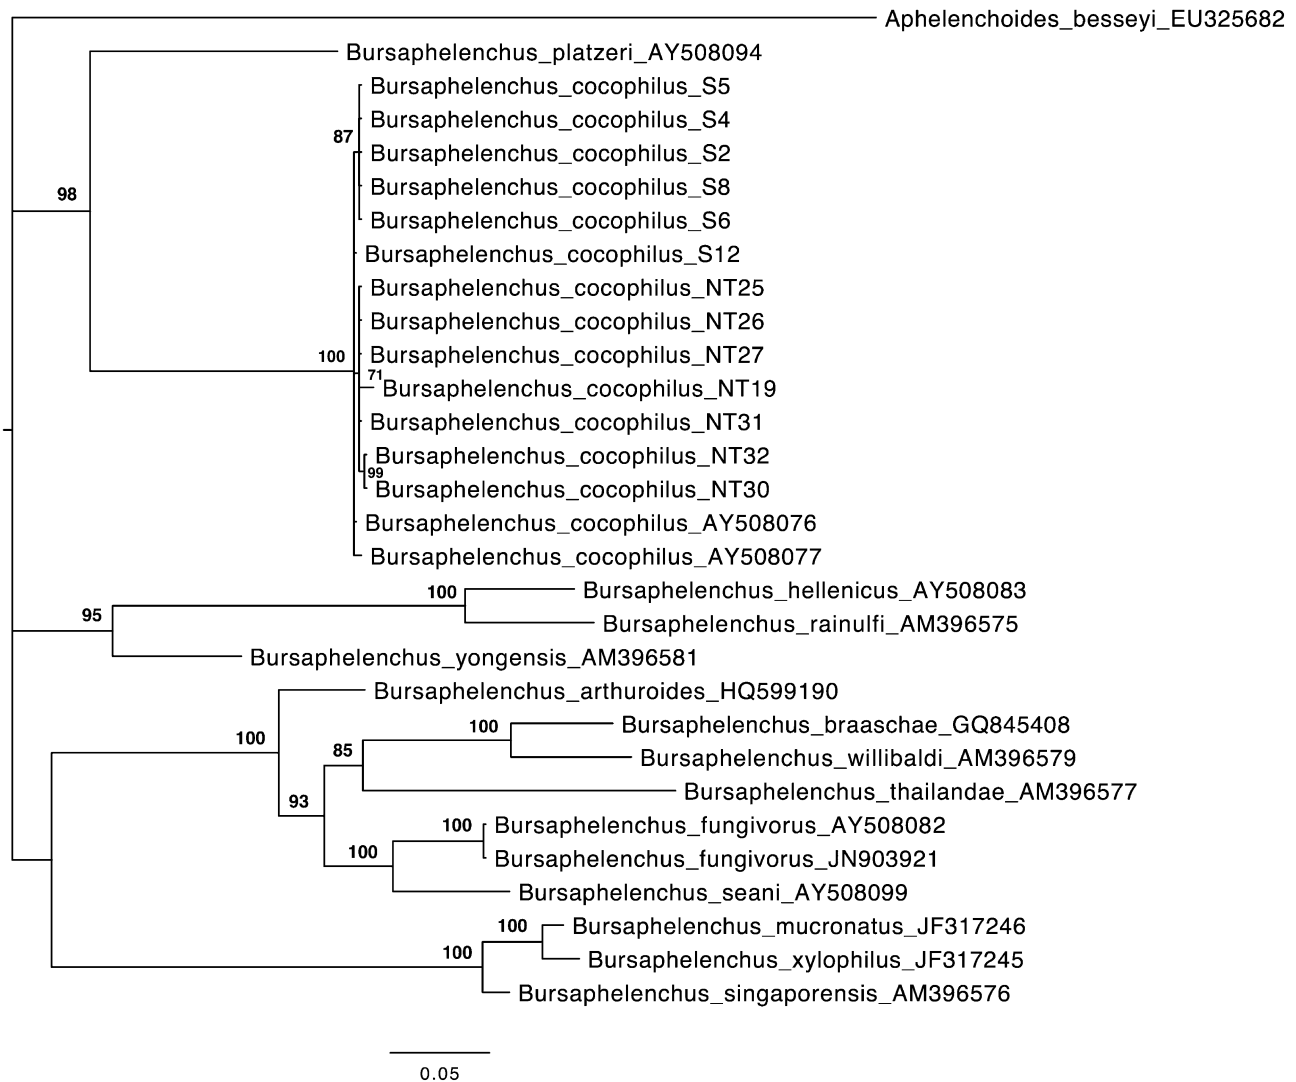 Aphelenchoides_besseyi_EU325682
Bursaphelenchus_platzeri_AY508094
Bursaphelenchus_cocophilus_S5
Bursaphelenchus_cocophilus_S4
87
Bursaphelenchus_cocophilus_S2
Bursaphelenchus_cocophilus_S8
98
Bursaphelenchus_cocophilus_S6
Bursaphelenchus_cocophilus_S12
Bursaphelenchus_cocophilus_NT25
Bursaphelenchus_cocophilus_NT26
100
Bursaphelenchus_cocophilus_NT27
71
Bursaphelenchus_cocophilus_NT19
Bursaphelenchus_cocophilus_NT31
Bursaphelenchus_cocophilus_NT32
99
Bursaphelenchus_cocophilus_NT30
Bursaphelenchus_cocophilus_AY508076
Bursaphelenchus_cocophilus_AY508077
100
Bursaphelenchus_hellenicus_AY508083
95
Bursaphelenchus_rainulfi_AM396575
Bursaphelenchus_yongensis_AM396581
Bursaphelenchus_arthuroides_HQ599190
100
100
Bursaphelenchus_braaschae_GQ845408
85
Bursaphelenchus_willibaldi_AM396579
Bursaphelenchus_thailandae_AM396577
93
100
Bursaphelenchus_fungivorus_AY508082
100
Bursaphelenchus_fungivorus_JN903921
Bursaphelenchus_seani_AY508099
100
Bursaphelenchus_mucronatus_JF317246
100
Bursaphelenchus_xylophilus_JF317245
Bursaphelenchus_singaporensis_AM396576
0.05